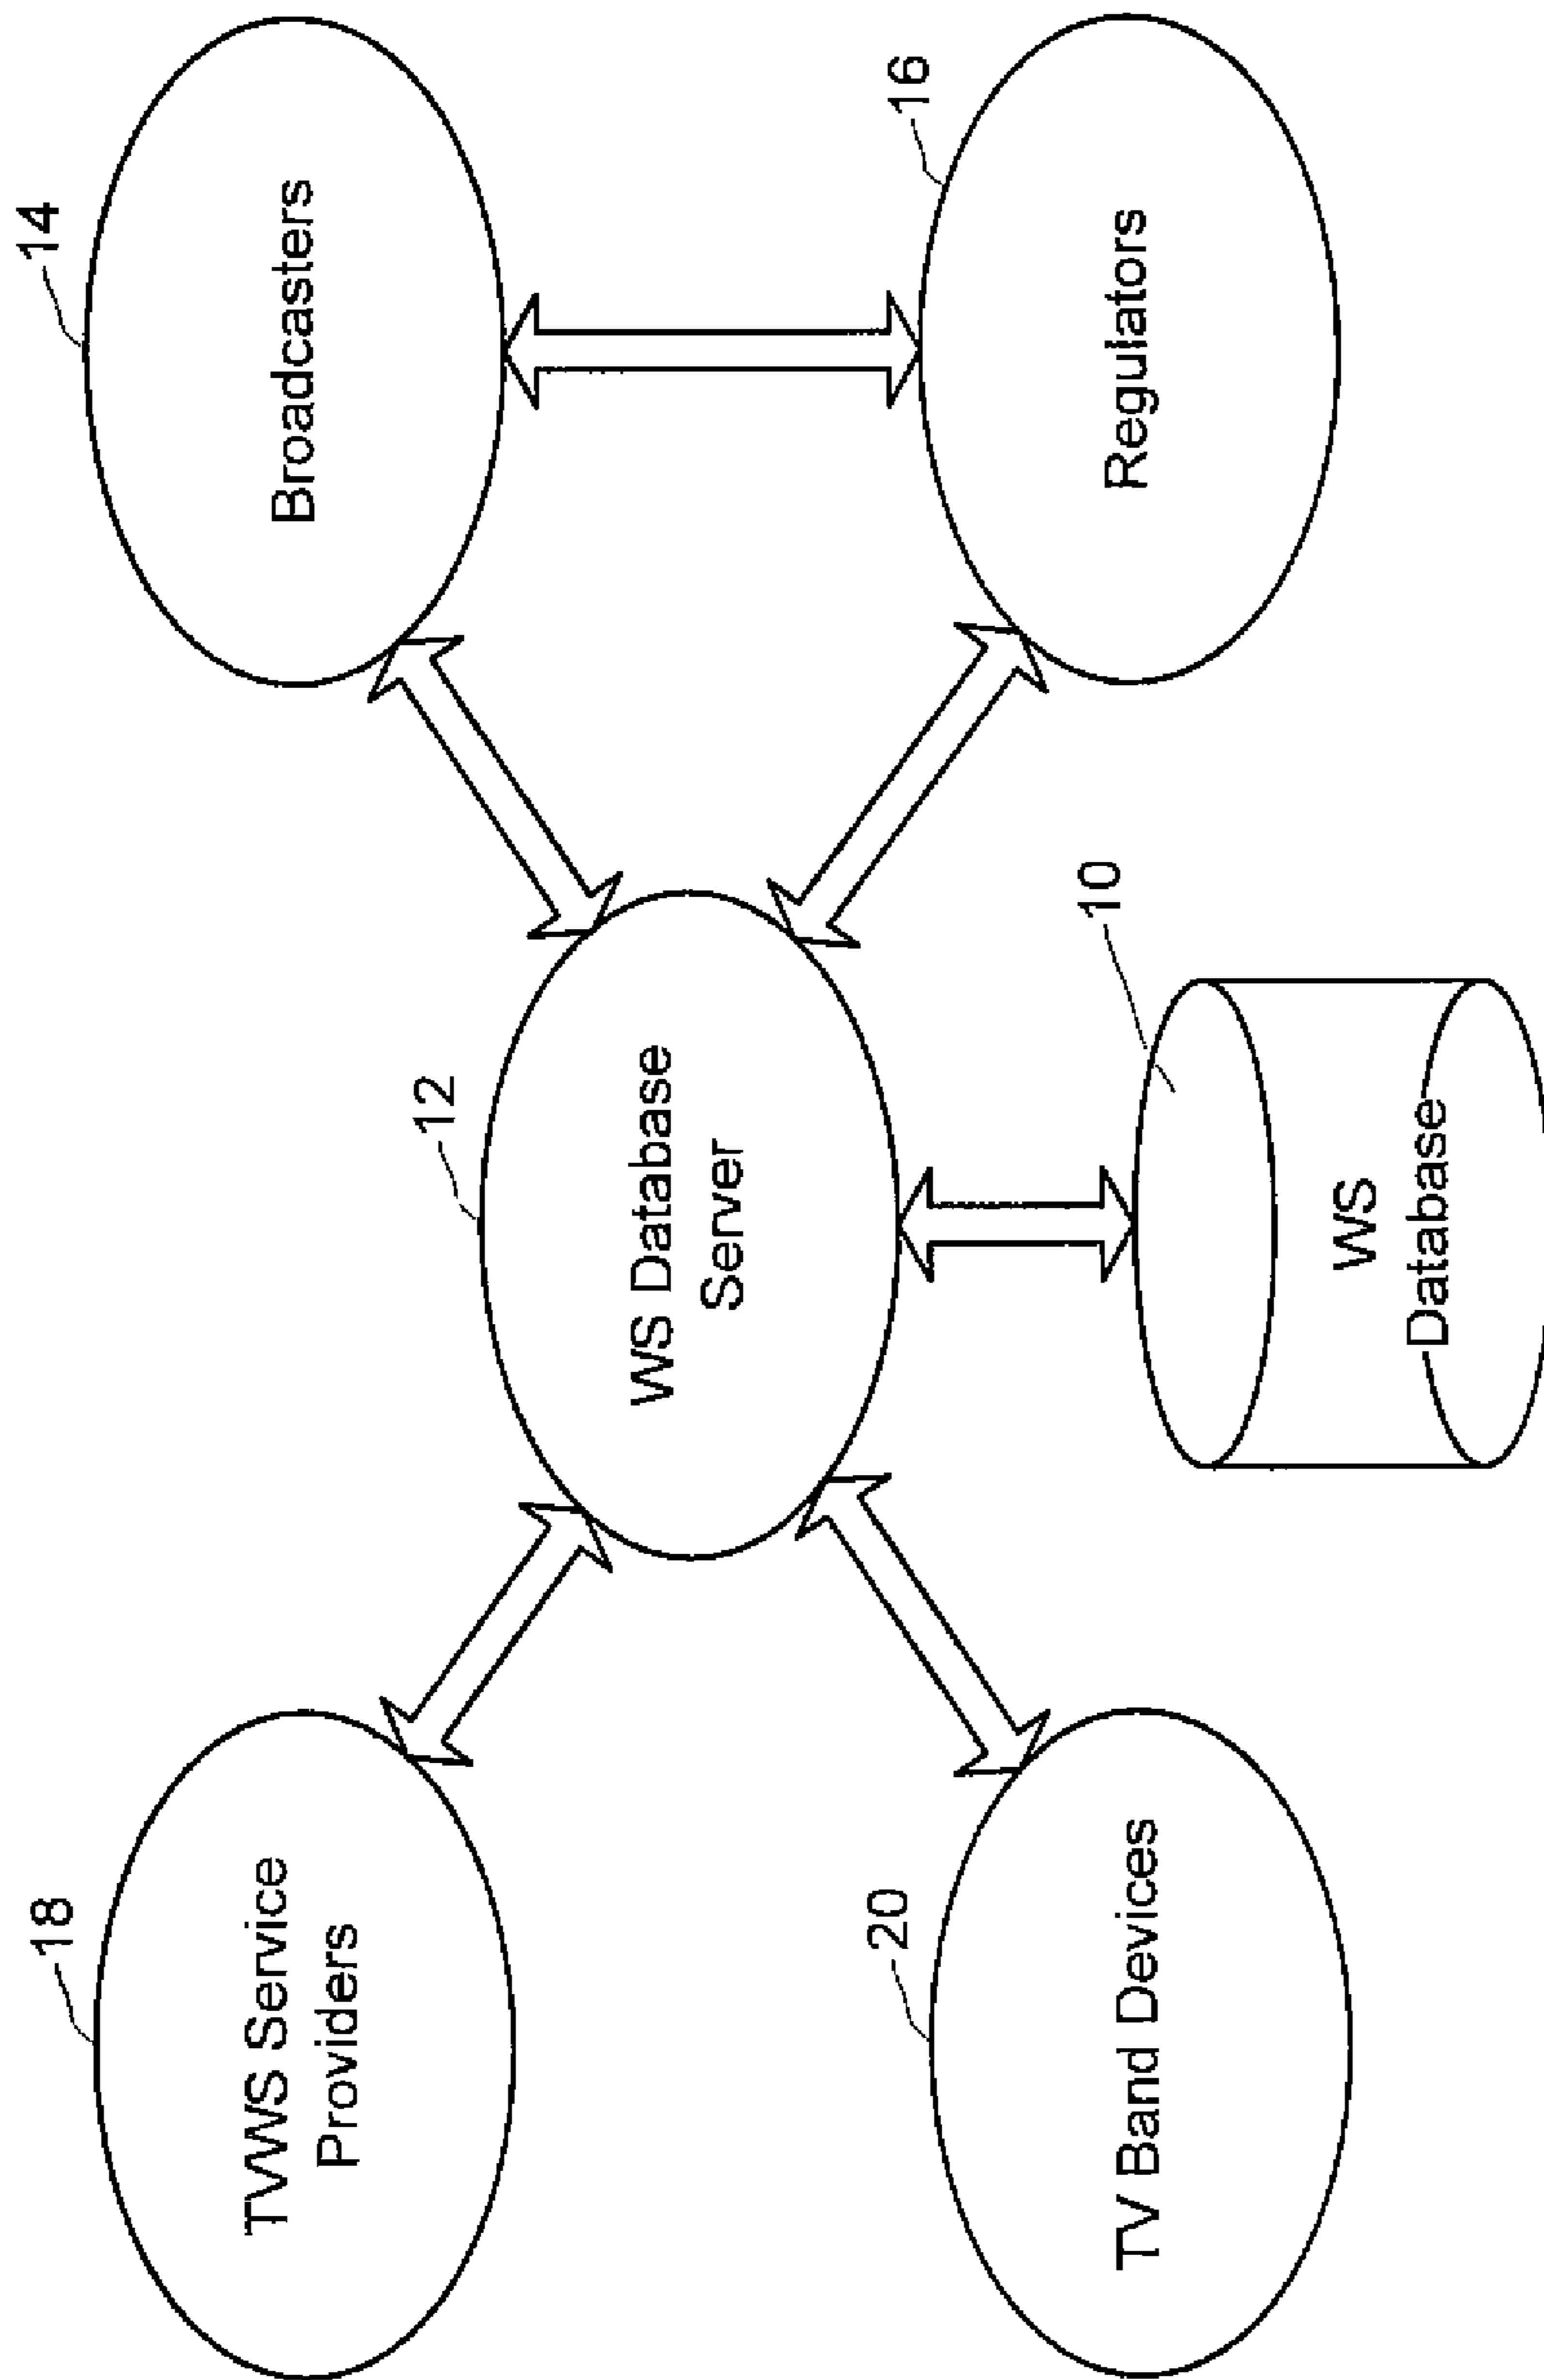 18
TVWS Service
Providers
12
WS Database
Server
14
Broadcasters
20
TV Band Devices
10
WS
Database
16
Regulators